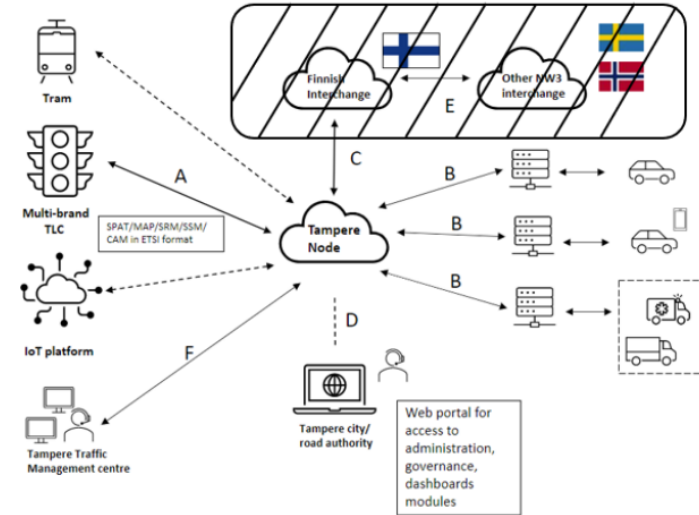 Tram
Multi-brand
TLC
A
SPAT/MAP/SRM/SSM/
CAM in ETSI format
IoT platform
F
Tampere Traffic
Management centre
Finnish
Interchange
Other NW3
interchange
E
C
Tampere
Node
B
B
B
D
Tampere city/
road authority
Web portal for
access to
administration,
governance,
dashboards
modules